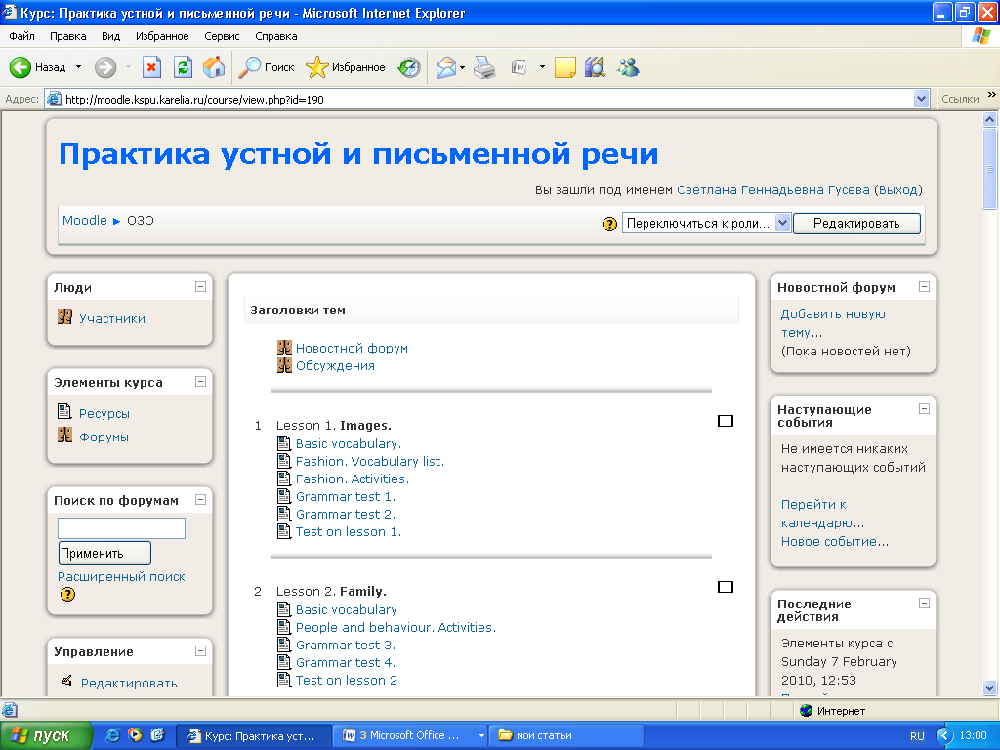 Курс: Практика устной и письменной речи - Microsoft Internet Explorer
Файл Правка Вид Избранное Сервис Справка
Назад Поиск Избранное
Адрес: http://moodle.kspu.karelia.ru/course/view.php?id=190 Ссылки »
Практика устной и письменной речи
Вы зашли под именем Светлана Геннадьевна Гусева (Выход)
Moodle ► ОЗО
Переключиться к роли... Редактировать
Люди
Участники
Элементы курса
Ресурсы
Форумы
Поиск по форумам
Применить
Расширенный поиск
Управление
Редактировать
Заголовки тем
Новостной форум
Обсуждения
1 Lesson 1. Images.
Basic vocabulary.
Fashion. Vocabulary list.
Fashion. Activities.
Grammar test 1.
Grammar test 2.
Test on lesson 1.
2 Lesson 2. Family.
Basic vocabulary
People and behaviour. Activities.
Grammar test 3.
Grammar test 4.
Test on lesson 2
Новостной форум
Добавить новую
тему...
(Пока новостей нет)
Наступающие
события
Не имеется никаких
наступающих событий
Перейти к
календарю...
Новое событие...
Последние
действия
Элементы курса с
Sunday 7 February
2010, 12:53
Интернет
пуск Курс: Практика уст... 3 Microsoft Office ... мои статьи RU 13:00